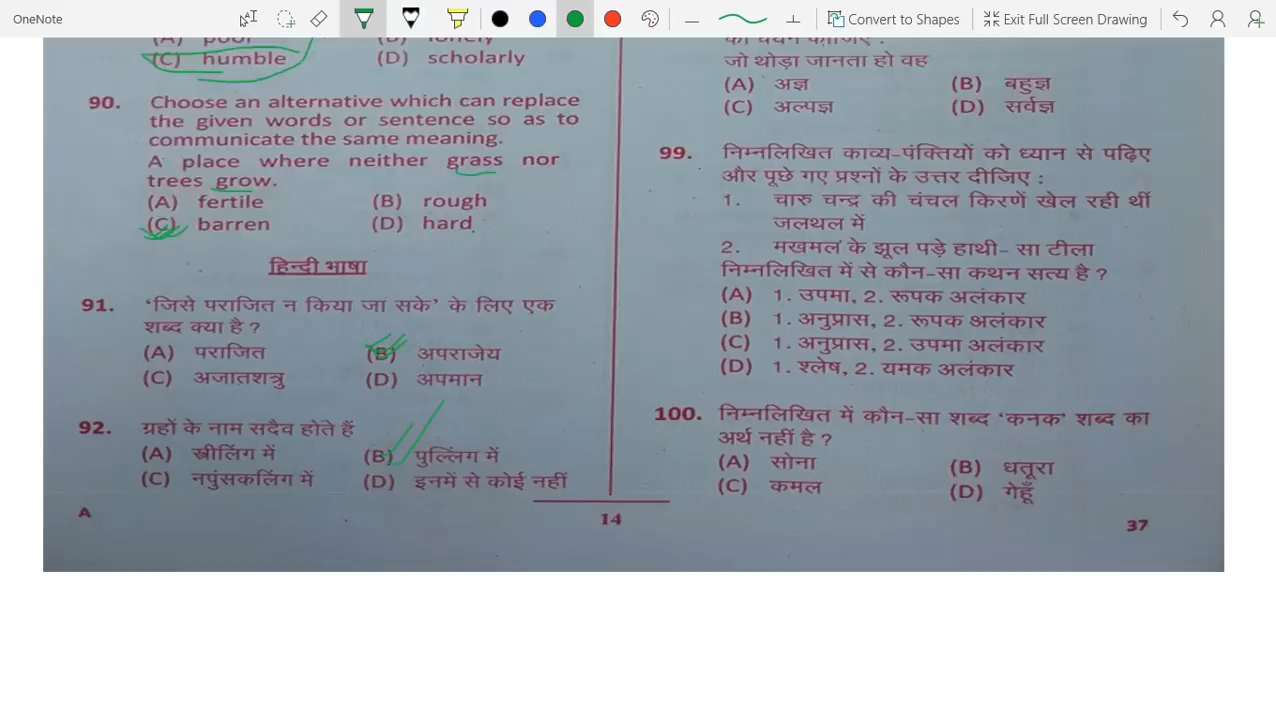 OneNote
Convert to Shapes
Exit Full Screen Drawing
(A) poor (B) lonely
(C) humble (D) scholarly
90. Choose an alternative which can replace
the given words or sentence so as to
communicate the same meaning.
A place where neither grass nor
trees grow.
(A) fertile (B) rough
(C) barren (D) hard
हिन्दी भाषा
91. 'जिसे पराजित न किया जा सके' के लिए एक
शब्द क्या है ?
(A) पराजित (B) अपराजेय
(C) अजातशत्रु (D) अपमान
92. ग्रहों के नाम सदैव होते हैं
(A) स्त्रीलिंग में (B) पुल्लिंग में
(C) नपुंसकलिंग में (D) इनमें से कोई नहीं
A
का चयन कीजिए :
जो थोड़ा जानता हो वह
(A) अज्ञ (B) बहुज्ञ
(C) अल्पज्ञ (D) सर्वज्ञ
99. निम्नलिखित काव्य-पंक्तियों को ध्यान से पढ़िए
और पूछे गए प्रश्नों के उत्तर दीजिए :
1. चारु चन्द्र की चंचल किरणें खेल रही थीं
जलथल में
2. मखमल के झूल पड़े हाथी- सा टीला
निम्नलिखित में से कौन-सा कथन सत्य है ?
(A) 1. उपमा, 2. रूपक अलंकार
(B) 1. अनुप्रास, 2. रूपक अलंकार
(C) 1. अनुप्रास, 2. उपमा अलंकार
(D) 1. श्लेष, 2. यमक अलंकार
100. निम्नलिखित में कौन-सा शब्द 'कनक' शब्द का
अर्थ नहीं है ?
(A) सोना (B) धतूरा
(C) कमल (D) गेहूँ
14
37